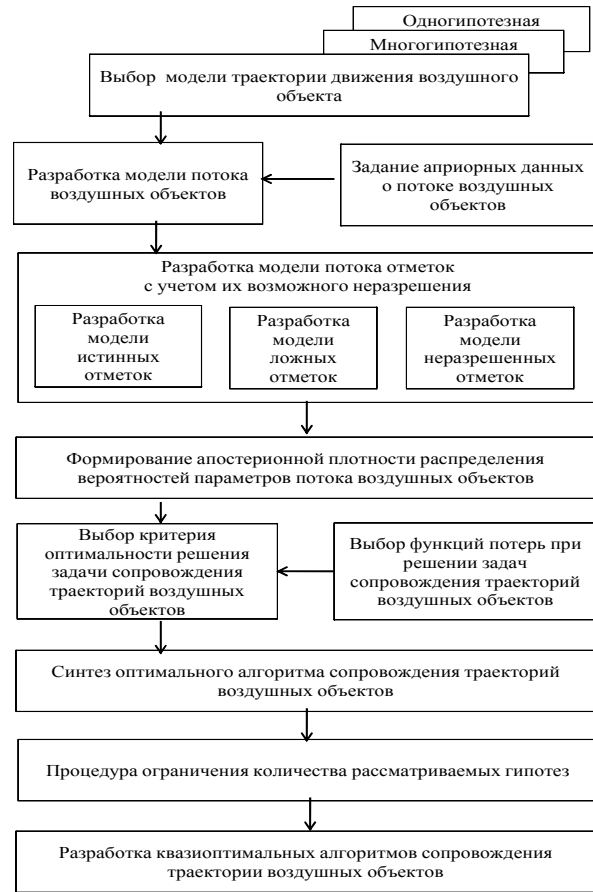 Одногипотезная
Многогипотезная
Выбор модели траектории движения воздушного
объекта
Разработка модели потока
воздушных объектов
Задание априорных данных
о потоке воздушных
объектов
Разработка модели потока отметок
с учетом их возможного неразрешения
Разработка
модели
истинных
отметок
Разработка
модели
ложных
отметок
Разработка
модели
неразрешенных
отметок
Формирование апостерионной плотности распределения
вероятностей параметров потока воздушных объектов
Выбор критерия
оптимальности решения
задачи сопровождения
траекторий воздушных
объектов
Выбор функций потерь при
решении задач
сопровождения траекторий
воздушных объектов
Синтез оптимального алгоритма сопровождения траекторий
воздушных объектов
Процедура ограничения количества рассматриваемых гипотез
Разработка квазиоптимальных алгоритмов сопровождения
траектории воздушных объектов